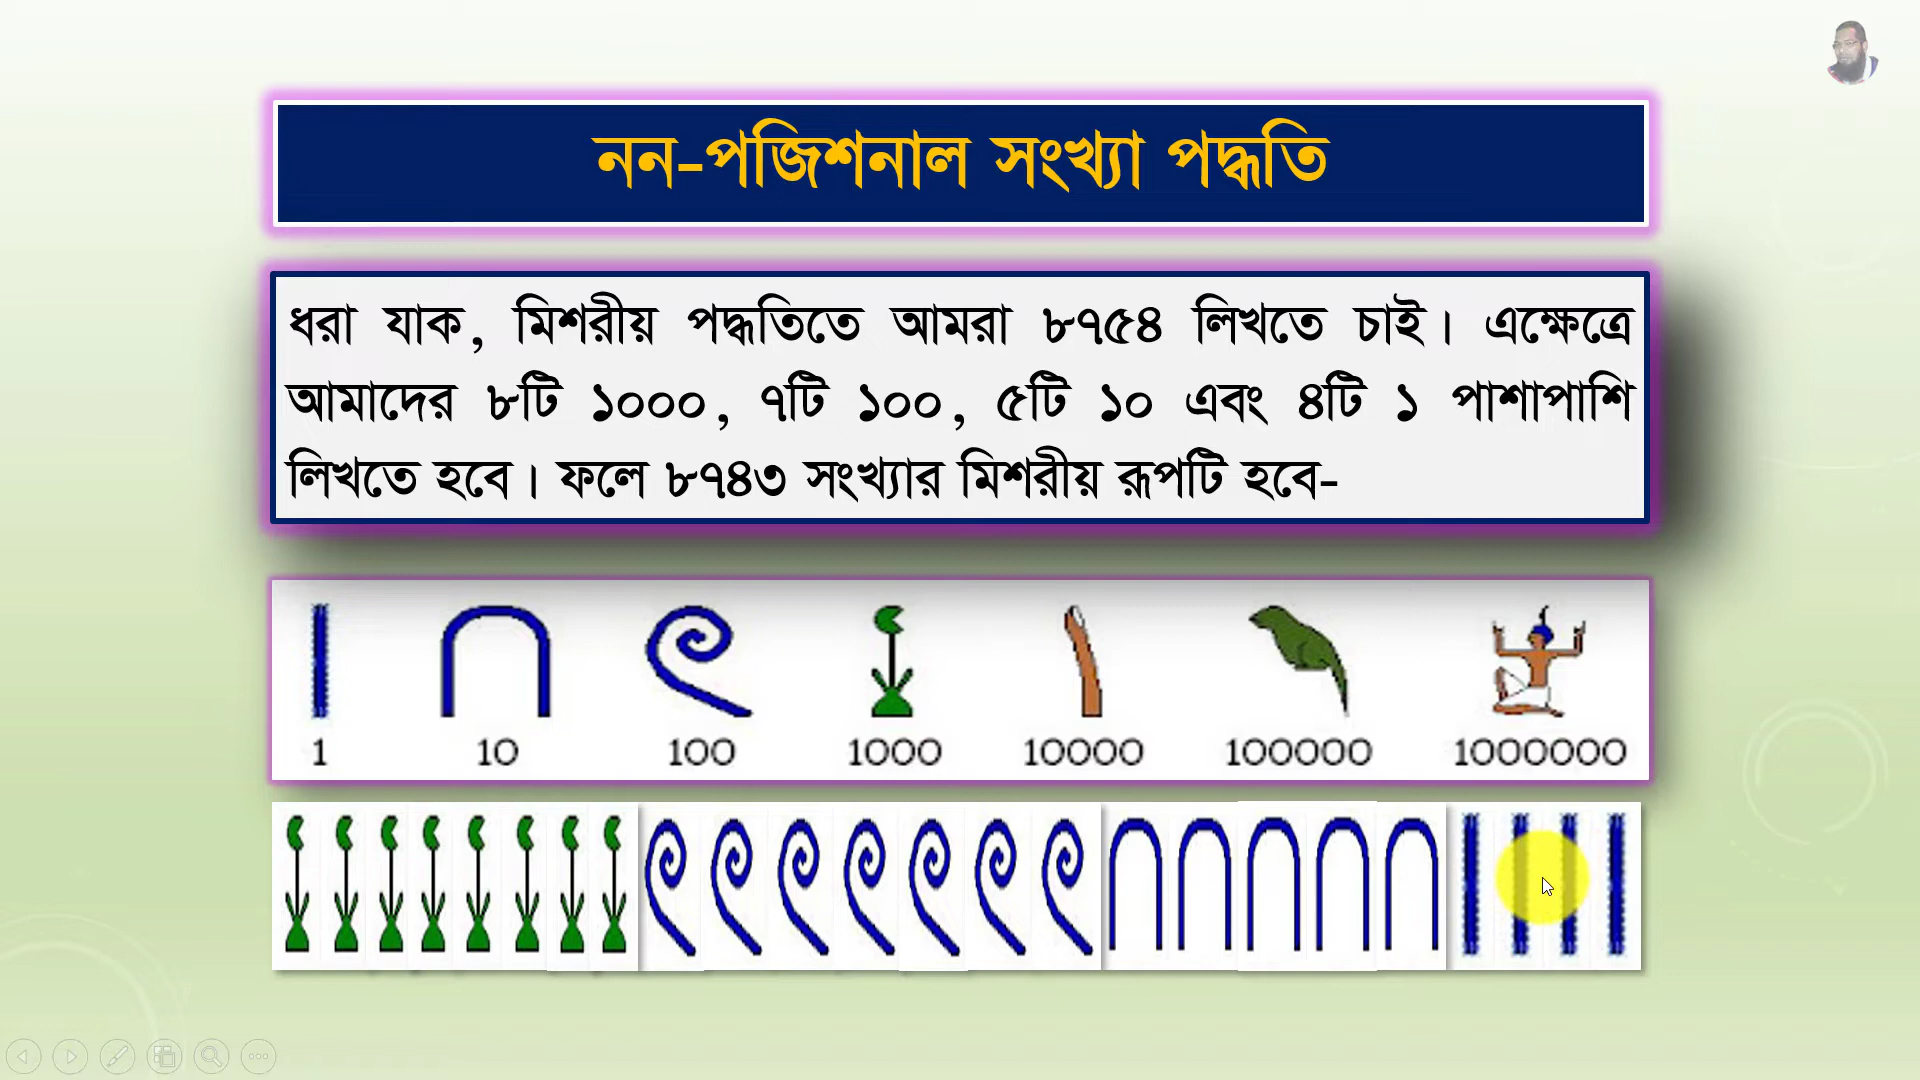 নন-পজিশনাল সংখ্যা পদ্ধতি
ধরা যাক, মিশরীয় পদ্ধতিতে আমরা ৮৭৫৪ লিখতে চাই। এক্ষেত্রে
আমাদের ৮টি ১০০০, ৭টি ১০০, ৫টি ১০ এবং ৪টি ১ পাশাপাশি
লিখতে হবে। ফলে ৮৭৪৩ সংখ্যার মিশরীয় রূপটি হবে-
1 10 100 1000 10000 100000 1000000